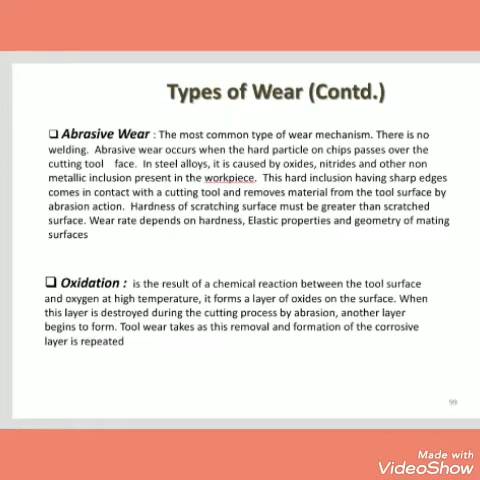 Types of Wear (Contd.)
❑ Abrasive Wear : The most common type of wear mechanism. There is no
welding. Abrasive wear occurs when the hard particle on chips passes over the
cutting tool face. In steel alloys, it is caused by oxides, nitrides and other non
metallic inclusion present in the workpiece. This hard inclusion having sharp edges
comes in contact with a cutting tool and removes material from the tool surface by
abrasion action. Hardness of scratching surface must be greater than scratched
surface. Wear rate depends on hardness, Elastic properties and geometry of mating
surfaces
❑ Oxidation : is the result of a chemical reaction between the tool surface
and oxygen at high temperature, it forms a layer of oxides on the surface. When
this layer is destroyed during the cutting process by abrasion, another layer
begins to form. Tool wear takes as this removal and formation of the corrosive
layer is repeated
99
Made with
VideoShow